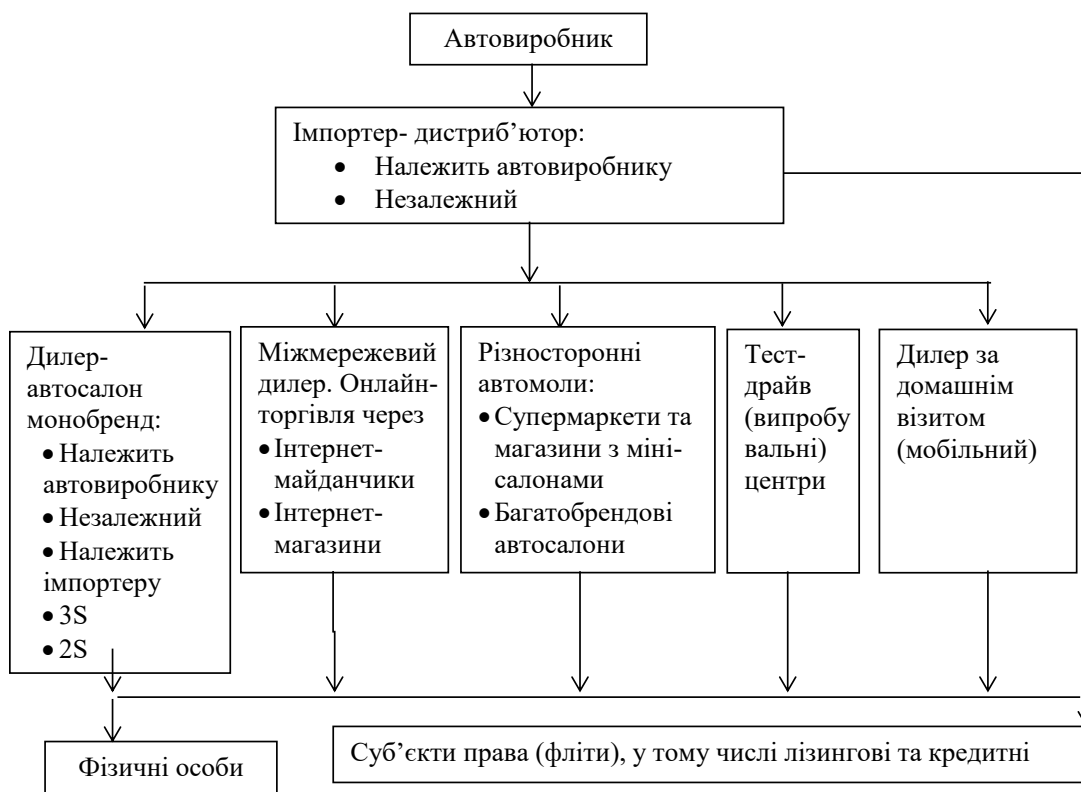 Автовиробник
Імпортер- дистриб’ютор:
• Належить автовиробнику
• Незалежний
Дилер-
автосалон
монобренд:
• Належить
автовиробнику
• Незалежний
• Належить
імпортеру
• 3S
• 2S
Міжмережевий
дилер. Онлайн-
торгівля через
• Інтернет-
майданчики
• Інтернет-
магазини
Різносторонні
автомоли:
• Супермаркети та
магазини з міні-
салонами
• Багатобрендові
автосалони
Тест-
драйв
(випробу
вальні)
центри
Дилер за
домашнім
візитом
(мобільний)
Фізичні особи
Суб’єкти права (фліти), у тому числі лізингові та кредитні